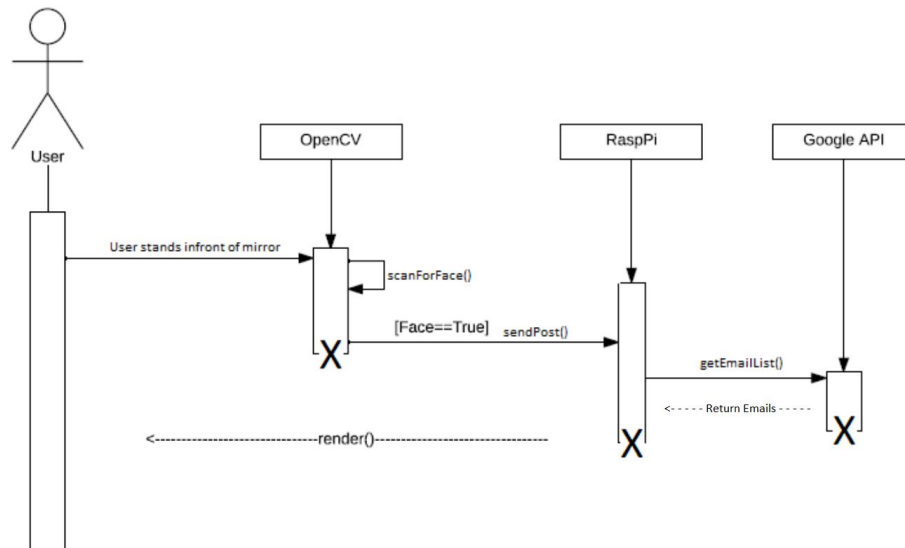 User
OpenCV
RaspPi
Google API
User stands infront of mirror
scanForFace()
[Face==True] sendPost()
getEmailList()
<----- Return Emails -----
<--------------------------------render()----------------------------------
X
X
X